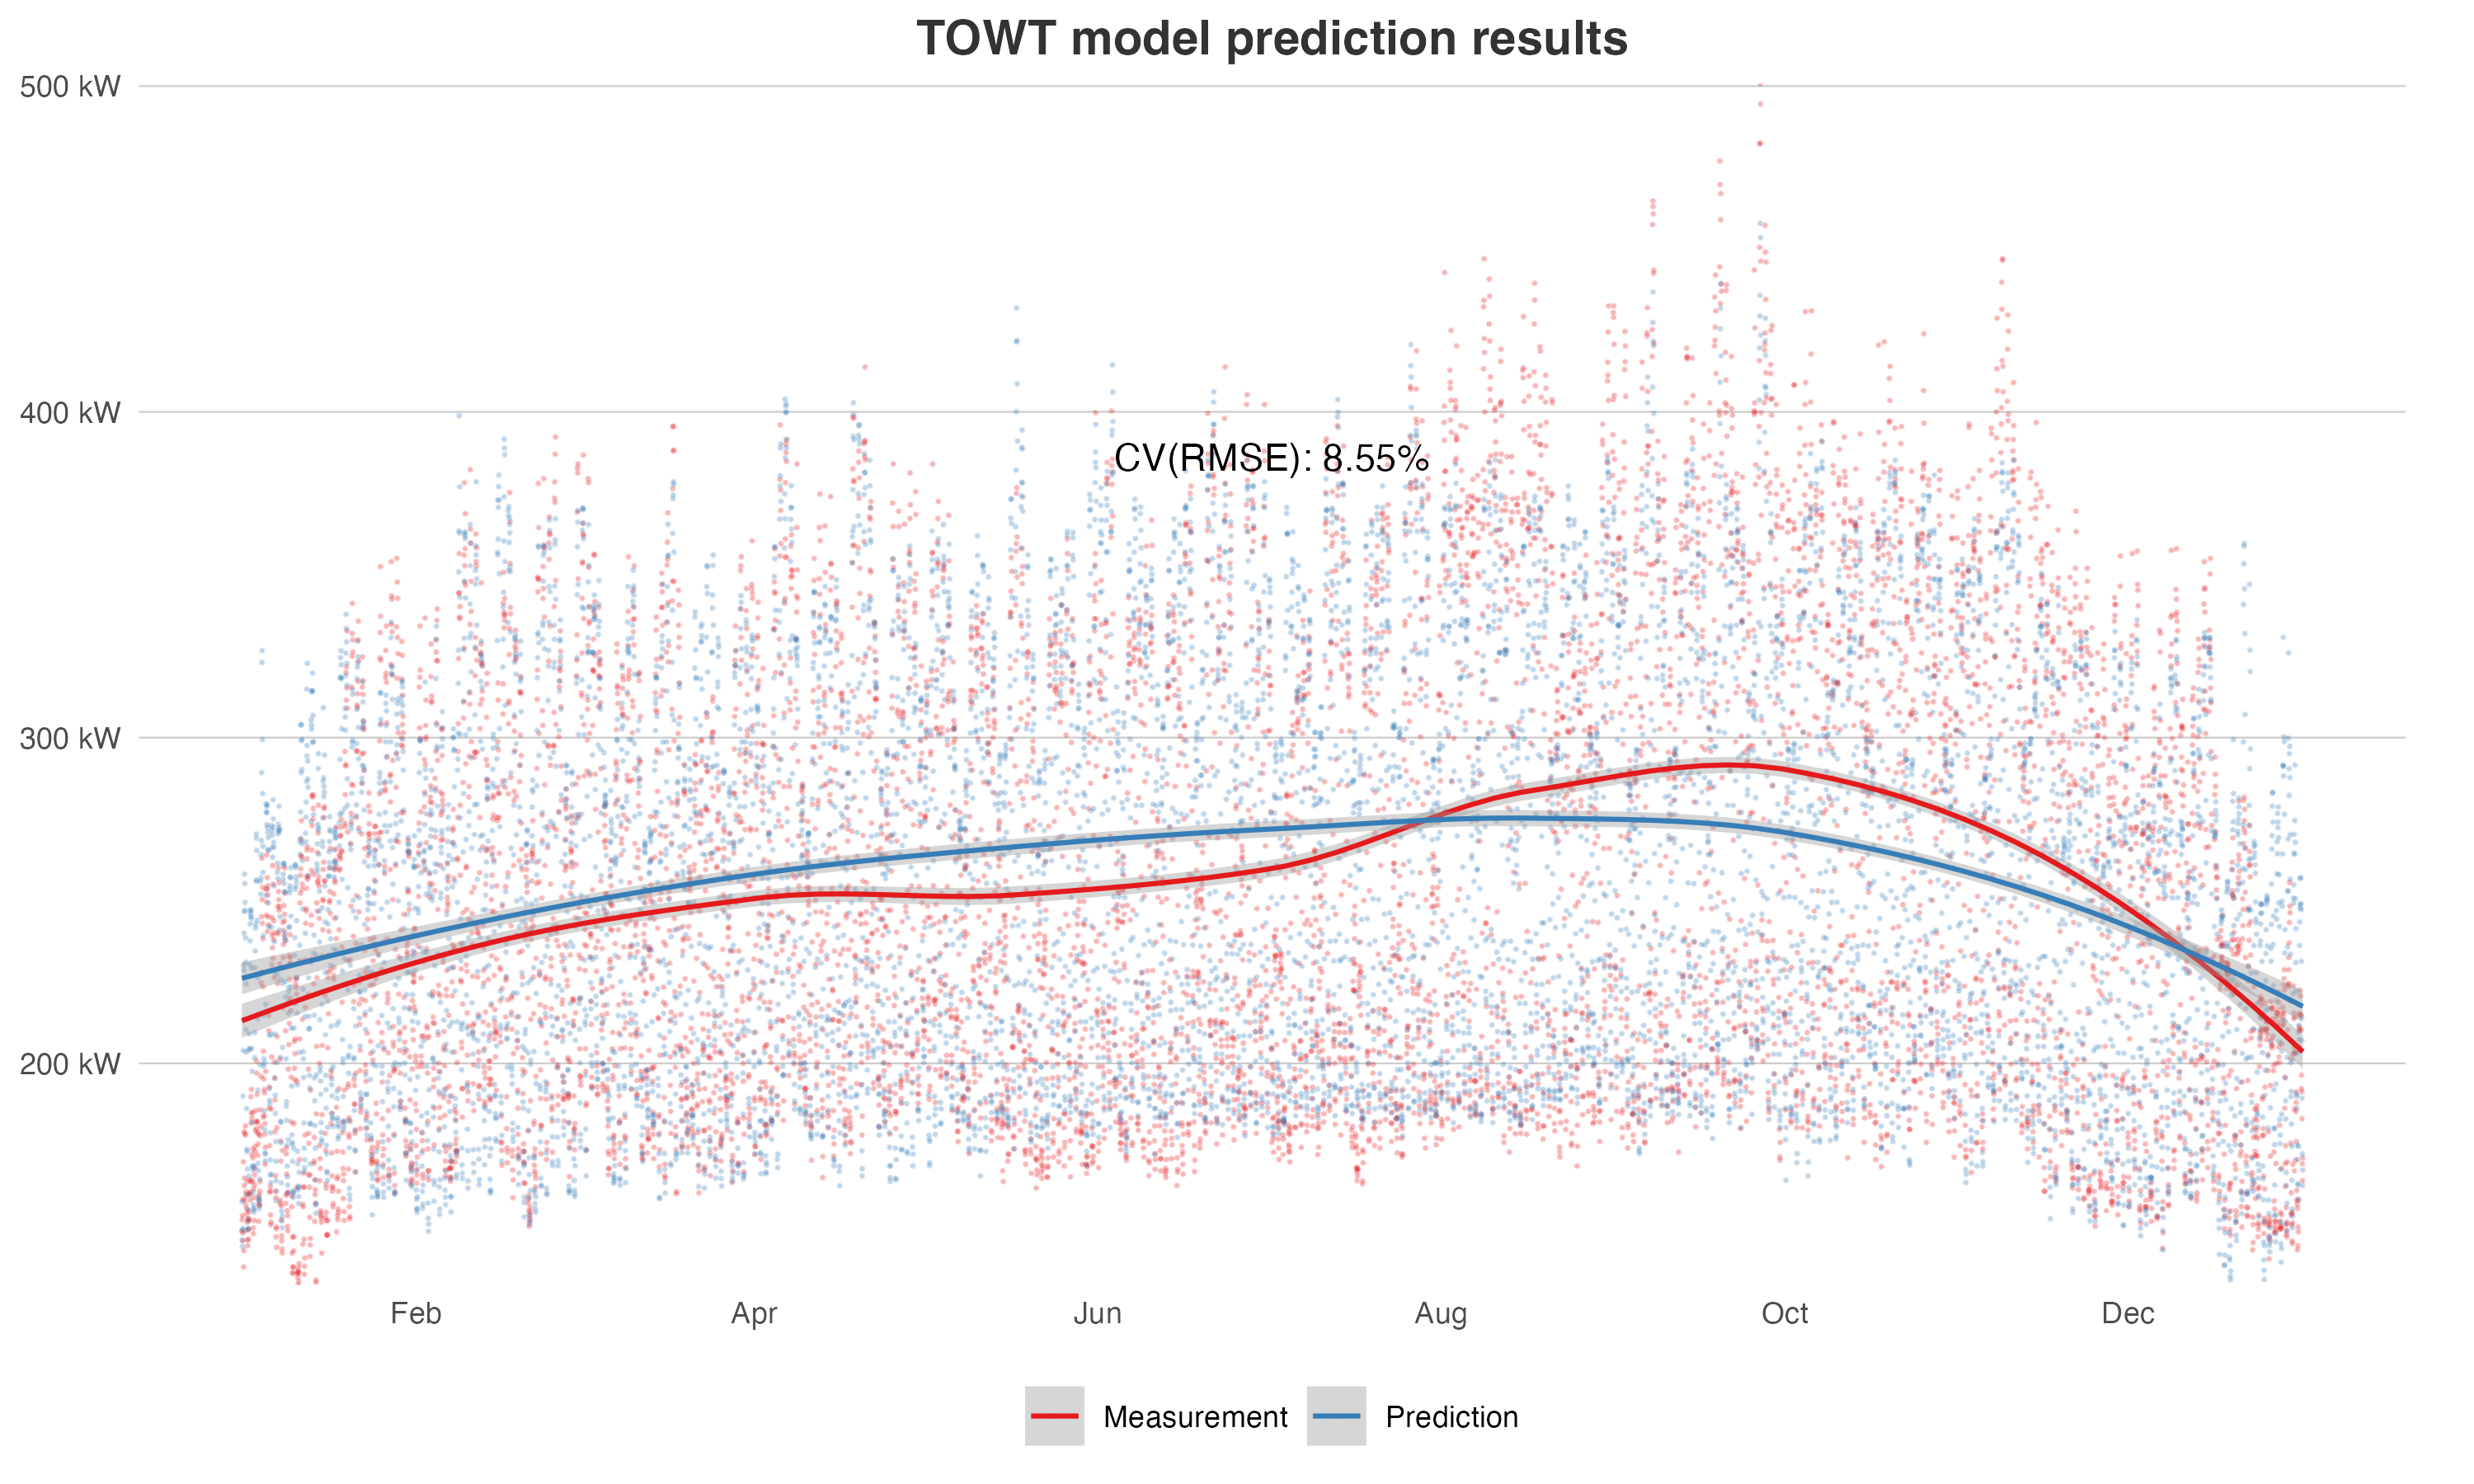 TOWT model prediction results
500 kW
400 kW
CV(RMSE): 8.55%
300 kW
200 kW
Feb Apr Jun Aug Oct Dec
Measurement Prediction